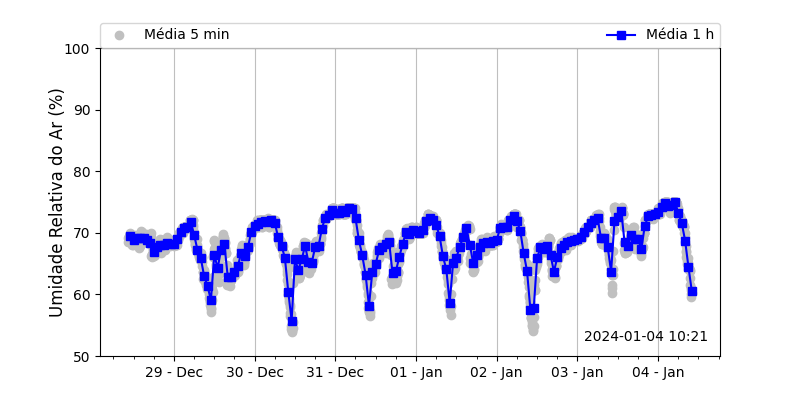 Média 5 min
Média 1 h
100
90
80
70
60
50
Umidade Relativa do Ar (%)
2024-01-04 10:21
29 - Dec
30 - Dec
31 - Dec
01 - Jan
02 - Jan
03 - Jan
04 - Jan